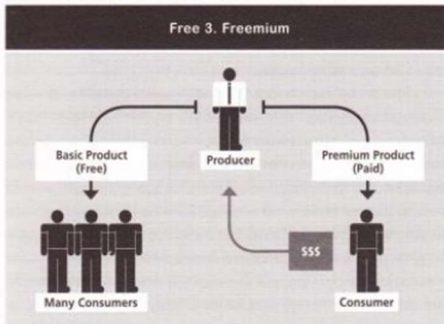 Free 3. Freemium
Basic Product
(Free)
Producer
Premium Product
(Paid)
$$$
Many Consumers
Consumer